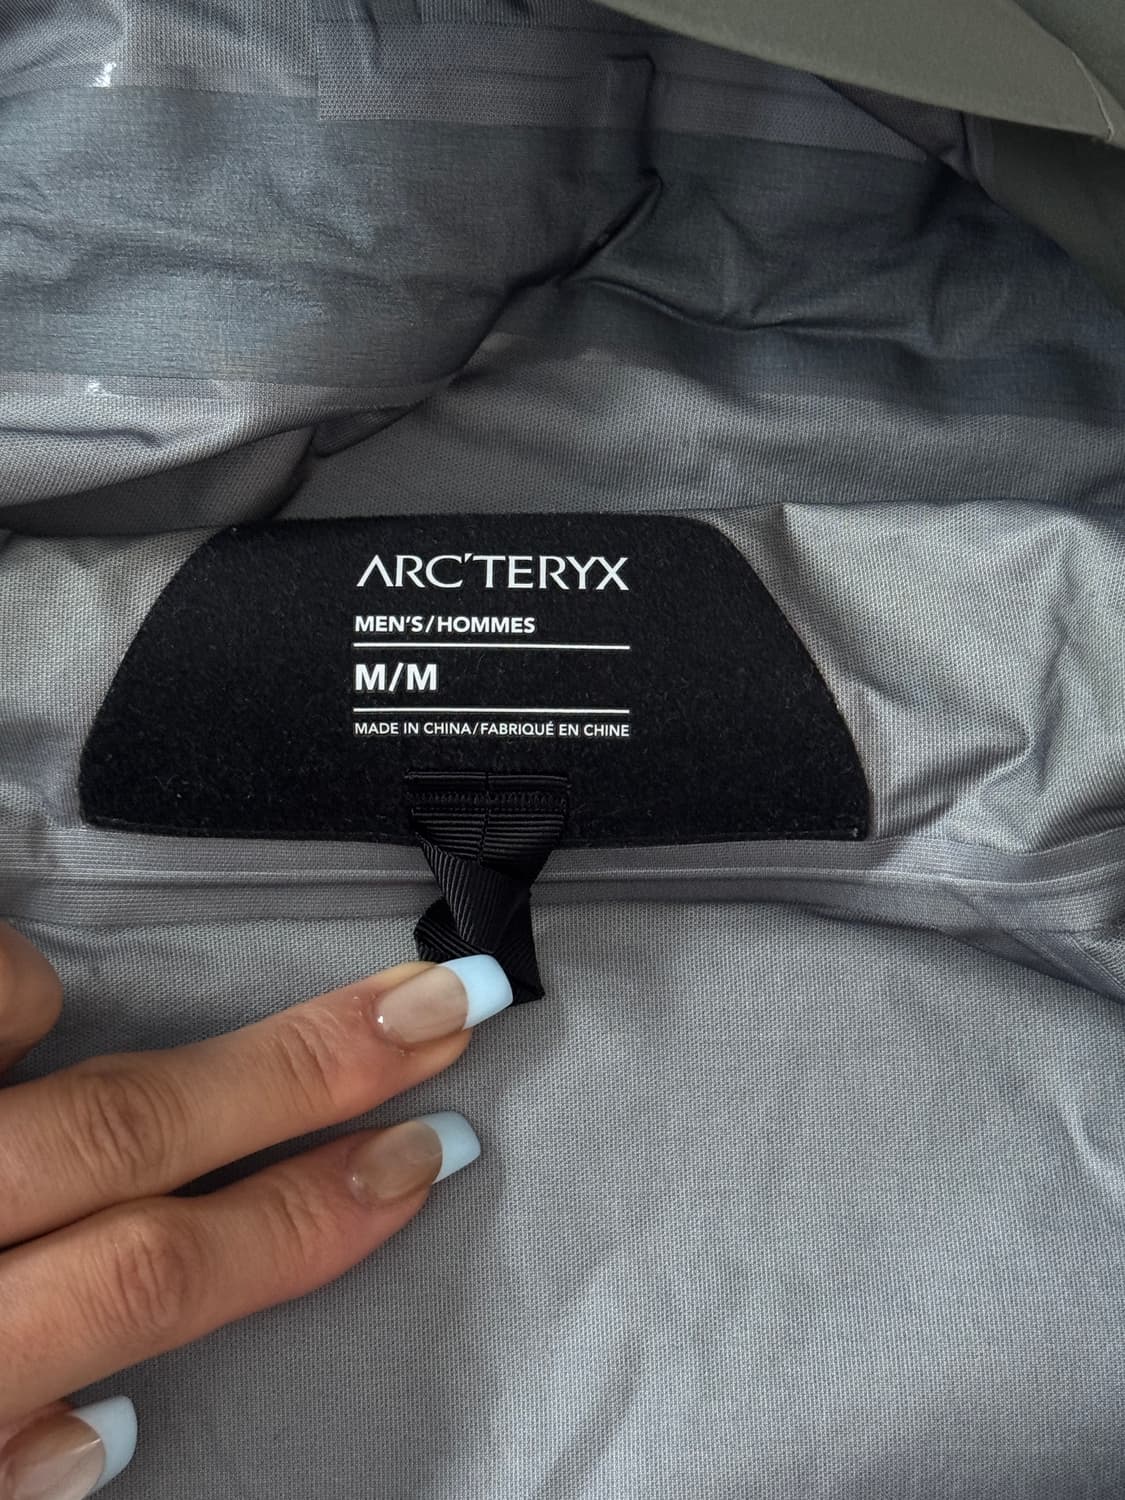 ARC'TERYX
MEN'S/HOMMES
M/M
MADE IN CHINA/FABRIQUÉ EN CHINE